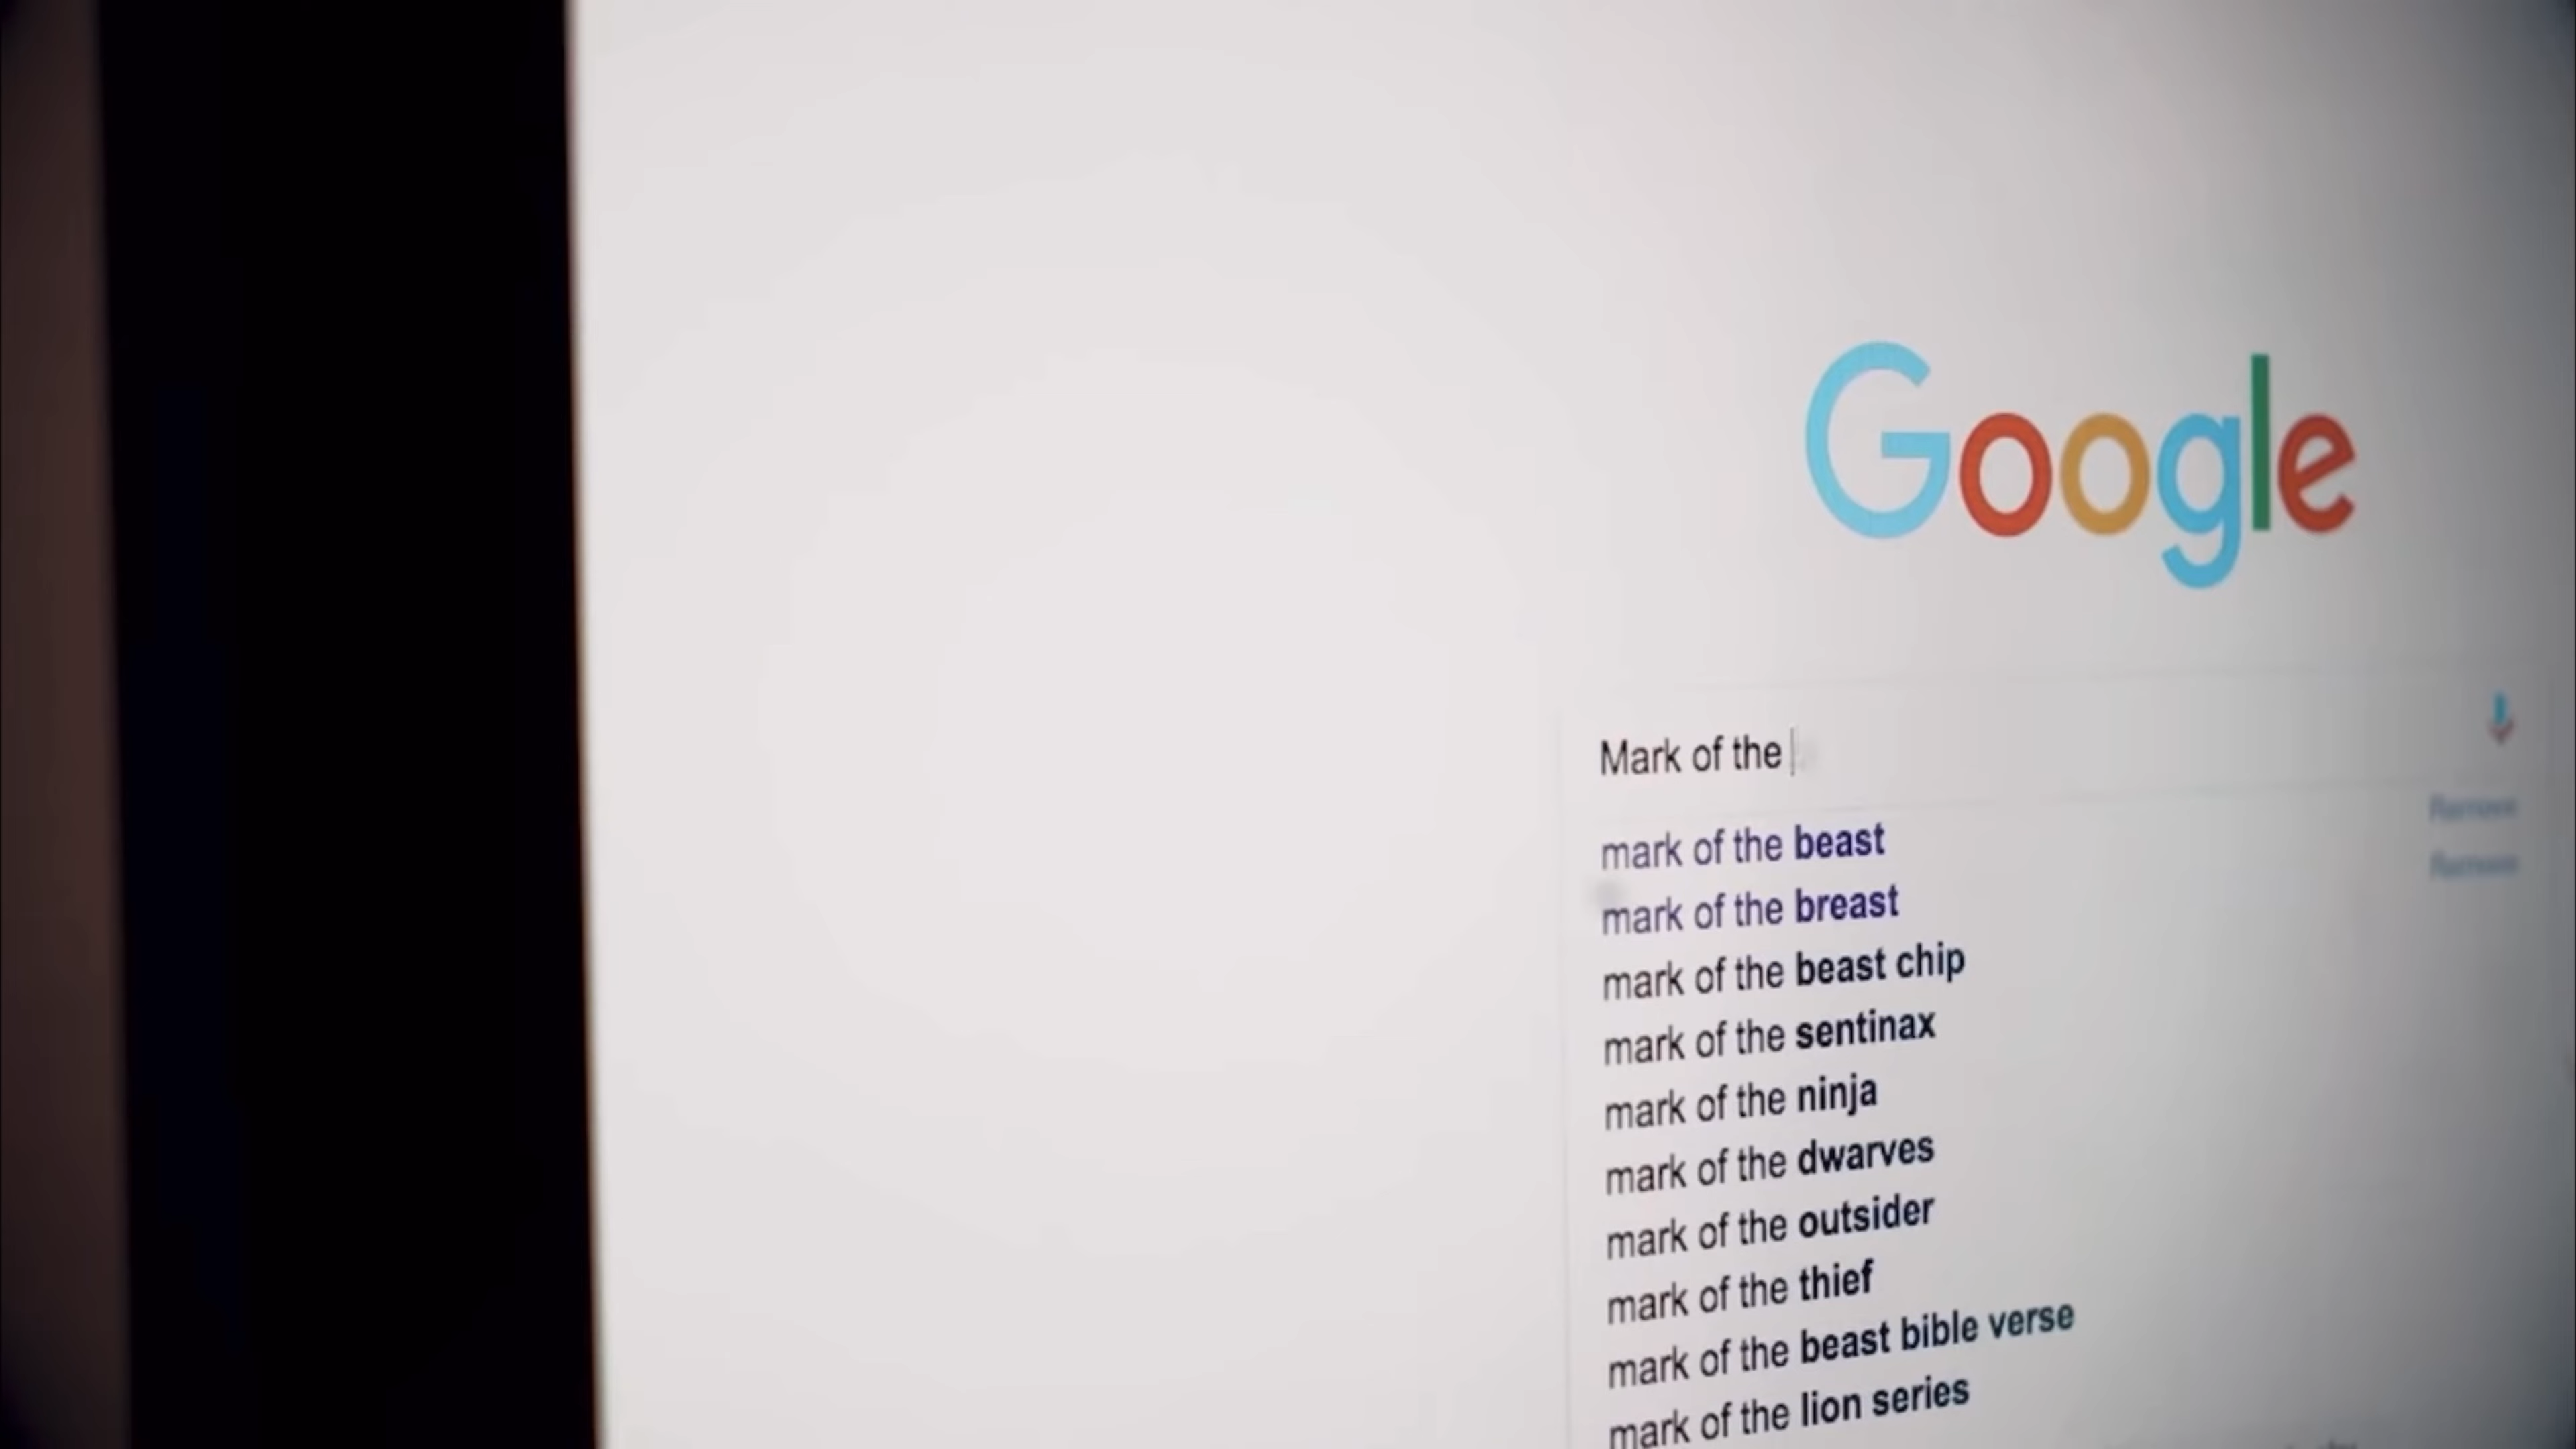 Google
Mark of the
mark of the beast
Remove
mark of the breast
Remove
mark of the beast chip
mark of the sentinax
mark of the ninja
mark of the dwarves
mark of the outsider
mark of the thief
mark of the beast bible verse
mark of the lion series